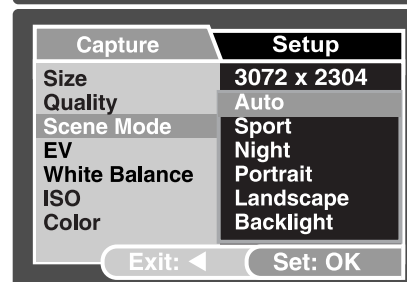 Capture Setup
Size 3072 x 2304
Quality Auto
Scene Mode Sport
EV Night
White Balance Portrait
ISO Landscape
Color Backlight
Exit: ◀ Set: OK